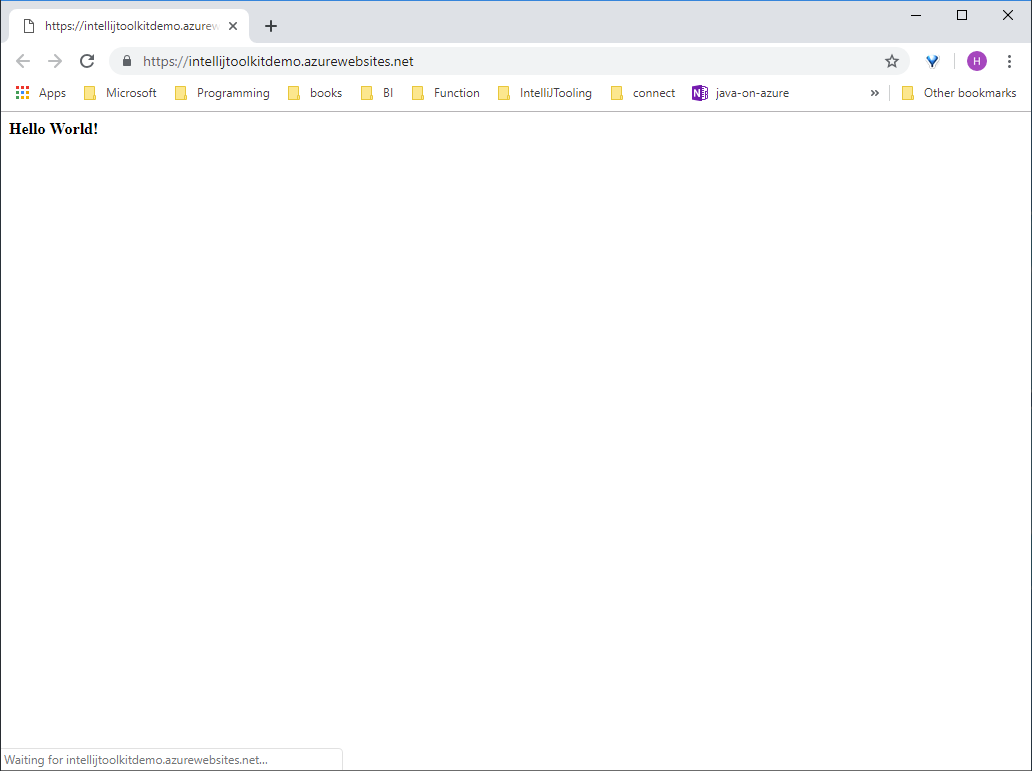 https://intellijtoolkitdemo.azurew
https://intellijtoolkitdemo.azurewebsites.net
H
Apps Microsoft Programming books BI Function IntelliJTooling connect N java-on-azure » Other bookmarks
Hello World!
Waiting for intellijtoolkitdemo.azurewebsites.net...